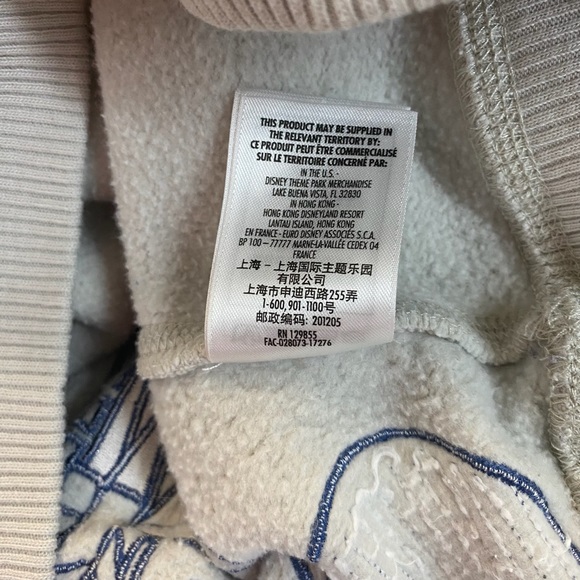 THIS PRODUCT MAY BE SUPPLIED IN
THE RELEVANT TERRITORY BY:
CE PRODUIT PEUT ÊTRE COMMERCIALISÉ
SUR LE TERRITOIRE CONCERNÉ PAR:
IN THE U.S. -
DISNEY THEME PARK MERCHANDISE
LAKE BUENA VISTA, FL 32830
IN HONG KONG -
HONG KONG DISNEYLAND RESORT
LANTAU ISLAND, HONG KONG
EN FRANCE - EURO DISNEY ASSOCIÉS S.C.A.
BP 100 - 77777 MARNE-LA-VALLÉE CEDEX 04
FRANCE
上海 - 上海国际主题乐园
有限公司
上海市申迪西路255弄
1-600,901-1100号
邮政编码: 201205
RN 129855
FAC-028073-17276